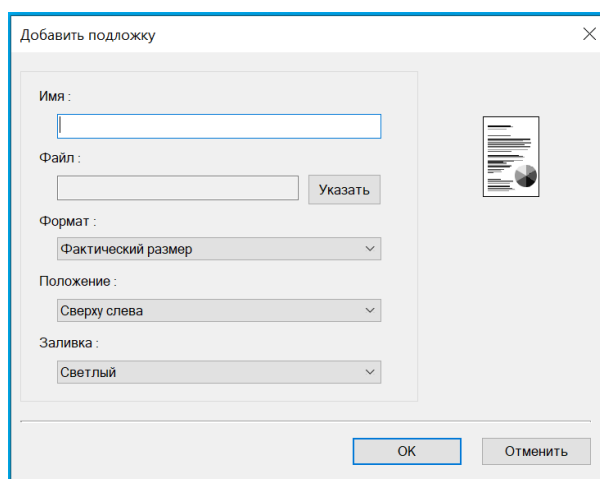 Добавить подложку
Имя :
Файл :
Указать
Формат :
Фактический размер
Положение :
Сверху слева
Заливка :
Светлый
OK
Отменить